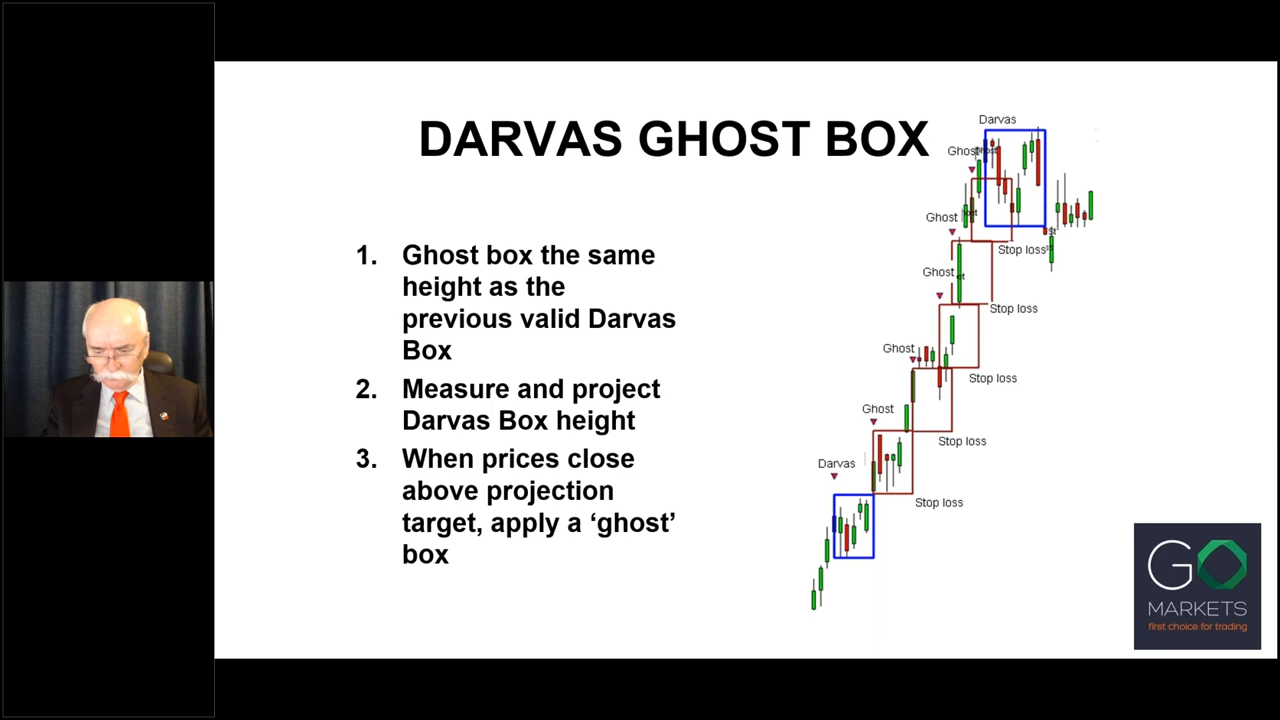 DARVAS GHOST BOX
1. Ghost box the same
height as the
previous valid Darvas
Box
2. Measure and project
Darvas Box height
3. When prices close
above projection
target, apply a ‘ghost’
box
Darvas
Ghost
Ghost
Stop loss
Ghost
Stop loss
Ghost
Stop loss
Ghost
Stop loss
Stop loss
Darvas
Stop loss
GO
MARKETS
first choice for trading